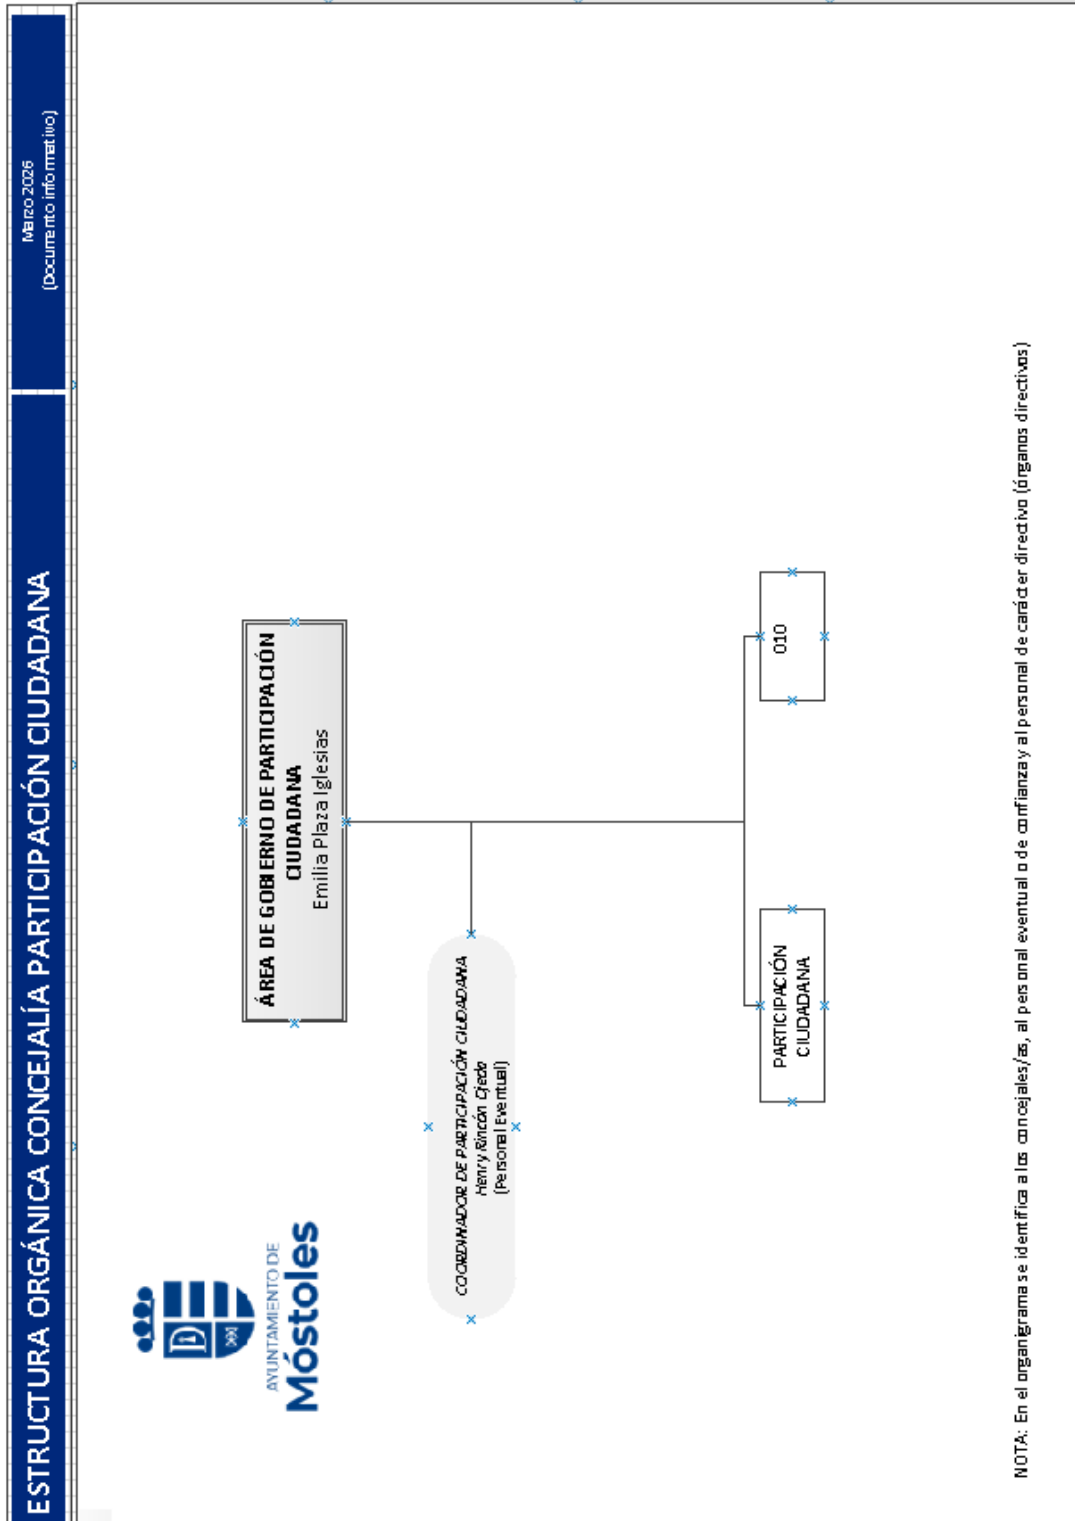 ESTRUCTURA ORGÁNICA CONCEJALÍA PARTICIPACIÓN CIUDADANA
Marzo 2026
(Documento informativo)
AYUNTAMIENTO DE
Móstoles
ÁREA DE GOBIERNO DE PARTICIPACIÓN
CIUDADANA
Emilia Plaza Iglesias
COORDINADOR DE PARTICIPACIÓN CIUDADANA
Henry Rincón Ojeda
(Personal Eventual)
PARTICIPACIÓN
CIUDADANA
010
NOTA: En el organigrama se identifica a los concejales/as, al personal eventual o de confianza y al personal de carácter directivo (órganos directivos)